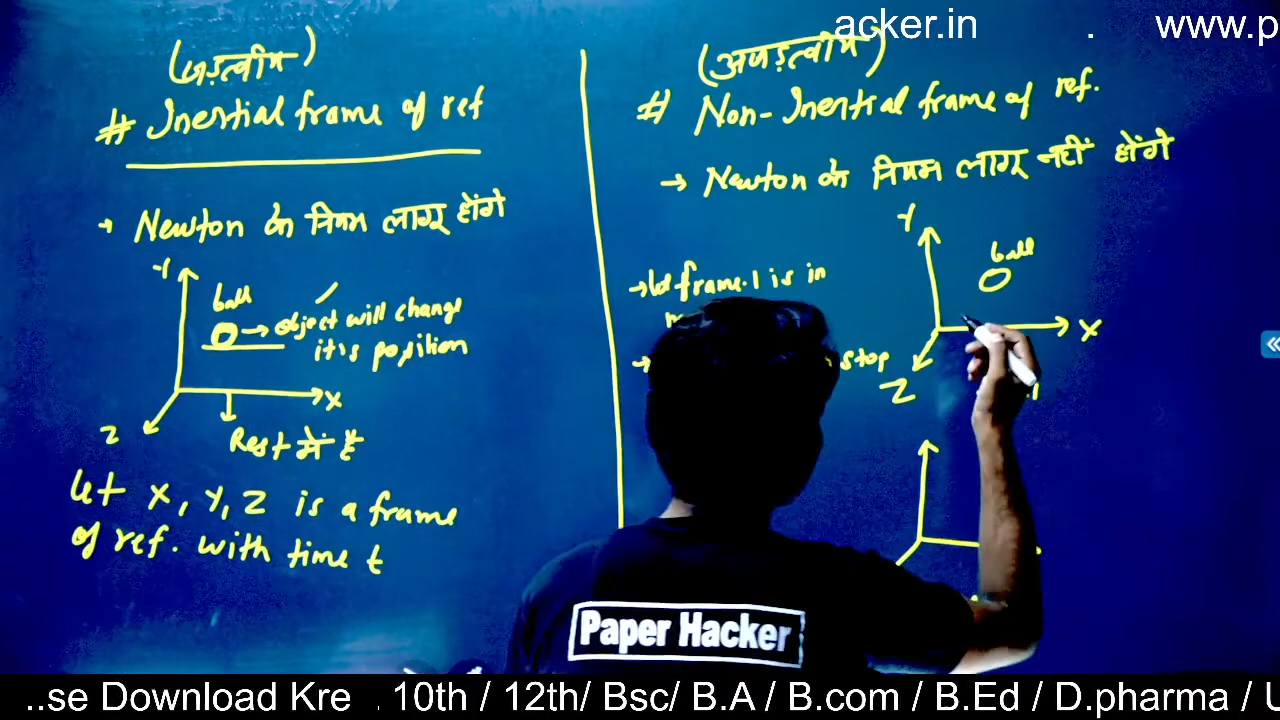 acker.in . www.p
(जड़त्वीय)
# Inertial frame of ref
→ Newton के नियम लागू होंगे
Y
ball
→ object will change
it's position
X
Z
Rest में है
let X, Y, Z is a frame
of ref. with time t
(अजड़त्वीय)
# Non-Inertial frame of ref.
→ Newton के नियम लागू नहीं होंगे
Y
ball
→ let frame.1 is in
→ stop
X
Z
Paper Hacker
..se Download Kre . 10th / 12th/ Bsc/ B.A / B.com / B.Ed / D.pharma / U